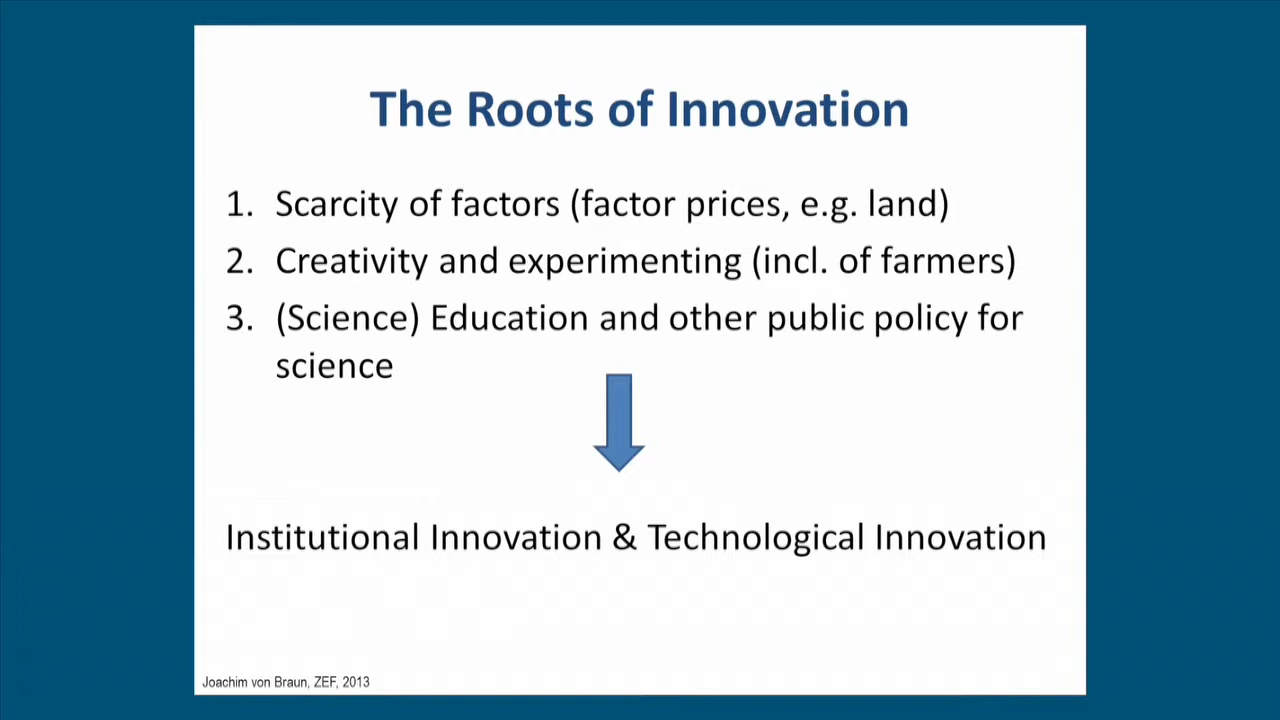 The Roots of Innovation
1. Scarcity of factors (factor prices, e.g. land)
2. Creativity and experimenting (incl. of farmers)
3. (Science) Education and other public policy for
science
Institutional Innovation & Technological Innovation
Joachim von Braun, ZEF, 2013